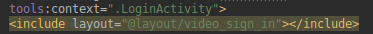 tools:context=".LoginActivity">
<include layout="@layout/video_sign_in"></include>